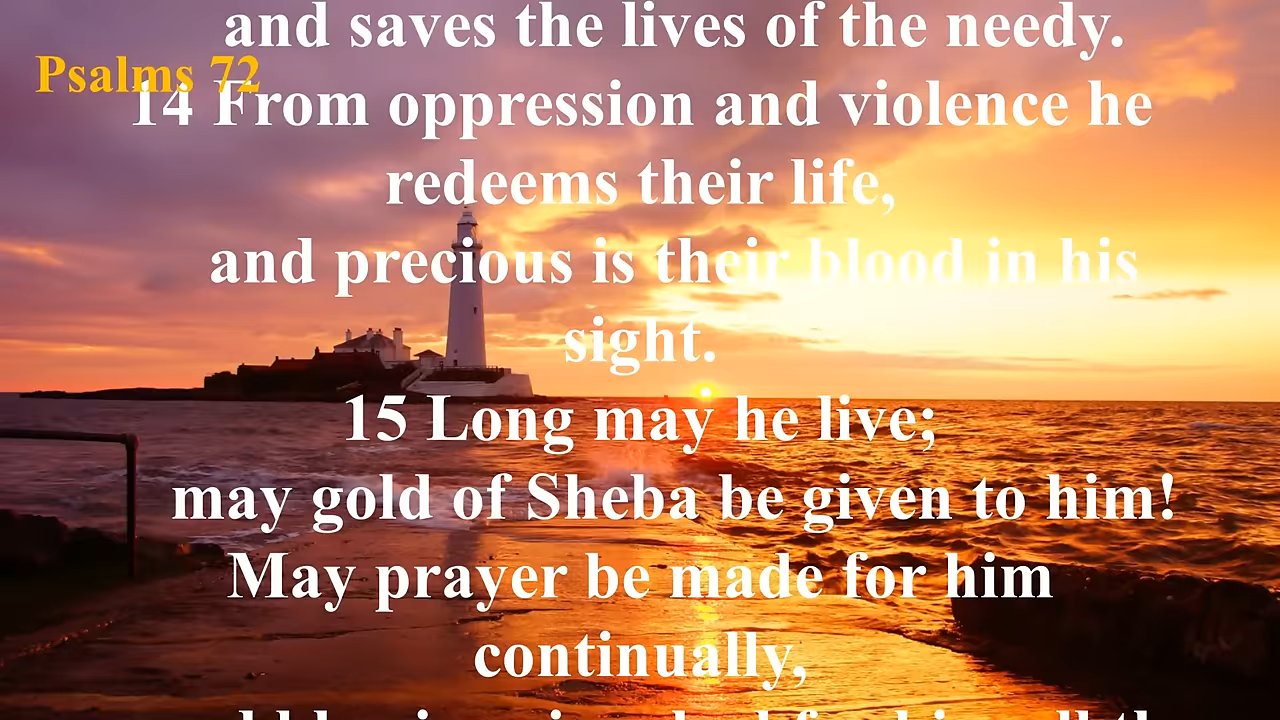 and saves the lives of the needy.
Psalms 72
14 From oppression and violence he
redeems their life,
and precious is their blood in his
sight.
15 Long may he live;
may gold of Sheba be given to him!
May prayer be made for him
continually,